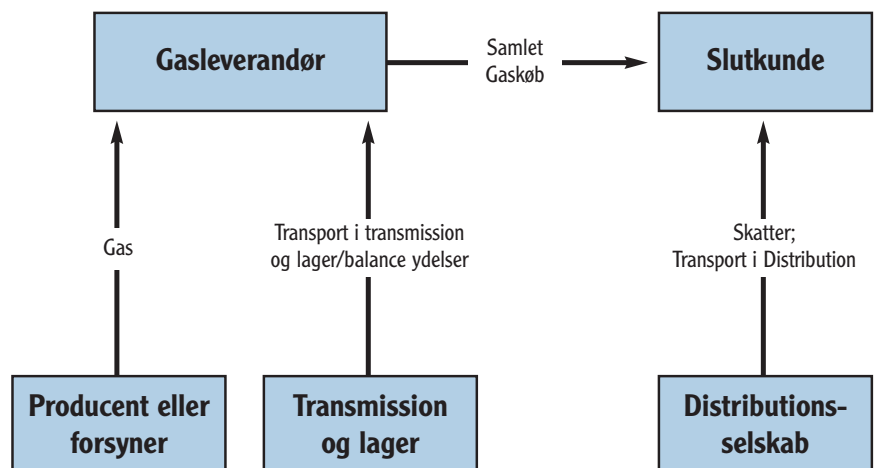 Gasleverandør
Samlet
Gaskøb
Slutkunde
Gas
Transport i transmission
og lager/balance ydelser
Skatter;
Transport i Distribution
Producent eller
forsyner
Transmission
og lager
Distributions-
selskab